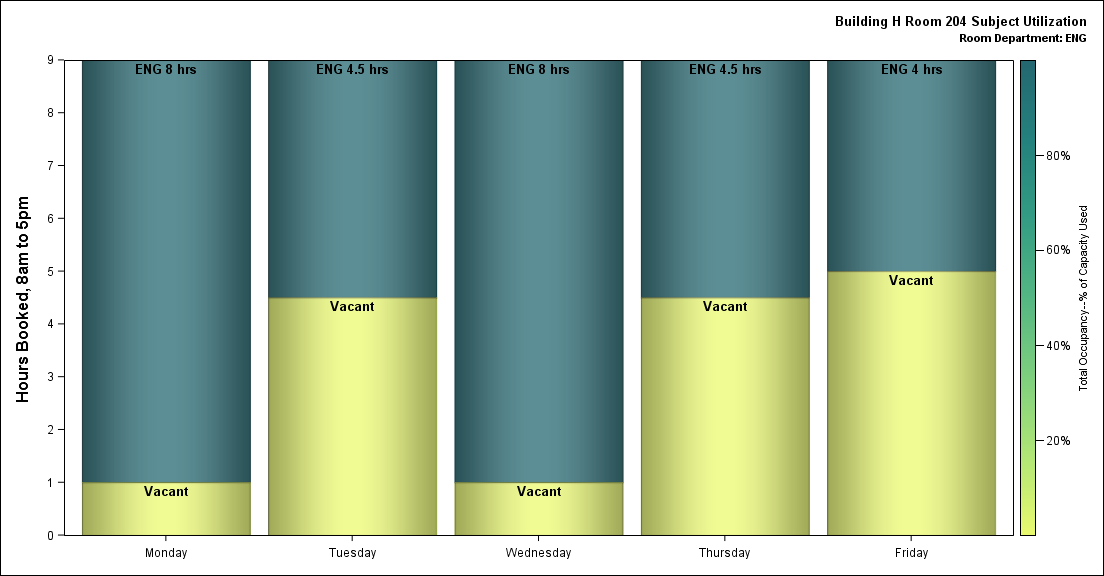 Building H Room 204 Subject Utilization
Room Department: ENG
Hours Booked, 8am to 5pm
9
8
7
6
5
4
3
2
1
0
ENG 8 hrs
ENG 4.5 hrs
ENG 8 hrs
ENG 4.5 hrs
ENG 4 hrs
Vacant
Vacant
Vacant
Vacant
Vacant
Monday
Tuesday
Wednesday
Thursday
Friday
80%
60%
40%
20%
Total Occupancy--% of Capacity Used